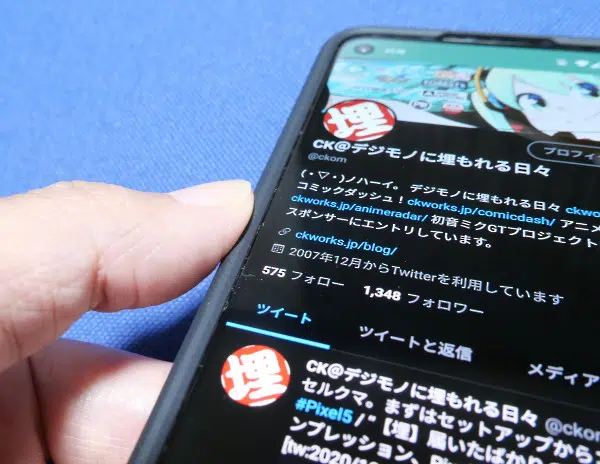 埋
プロフィ
CK@デジモノに埋もれる日々
@ckom
(・▽・)ノハーイ。 デジモノに埋もれる日々 ckwo
コミックダッシュ！ckworks.jp/comicdash/ アニメ
ckworks.jp/animeradar/ 初音ミクGTプロジェクト
スポンサーにエントリしています。
ckworks.jp/blog/
2007年12月からTwitterを利用しています
575 フォロー 1,348 フォロワー
ツイート ツイートと返信 メディア
埋
CK@デジモノに埋もれる日々 @cko
セルクマ。まずはセットアップから
#Pixel5 /"【埋】届いたばかり
ンプレッション、
[tw:2020/1